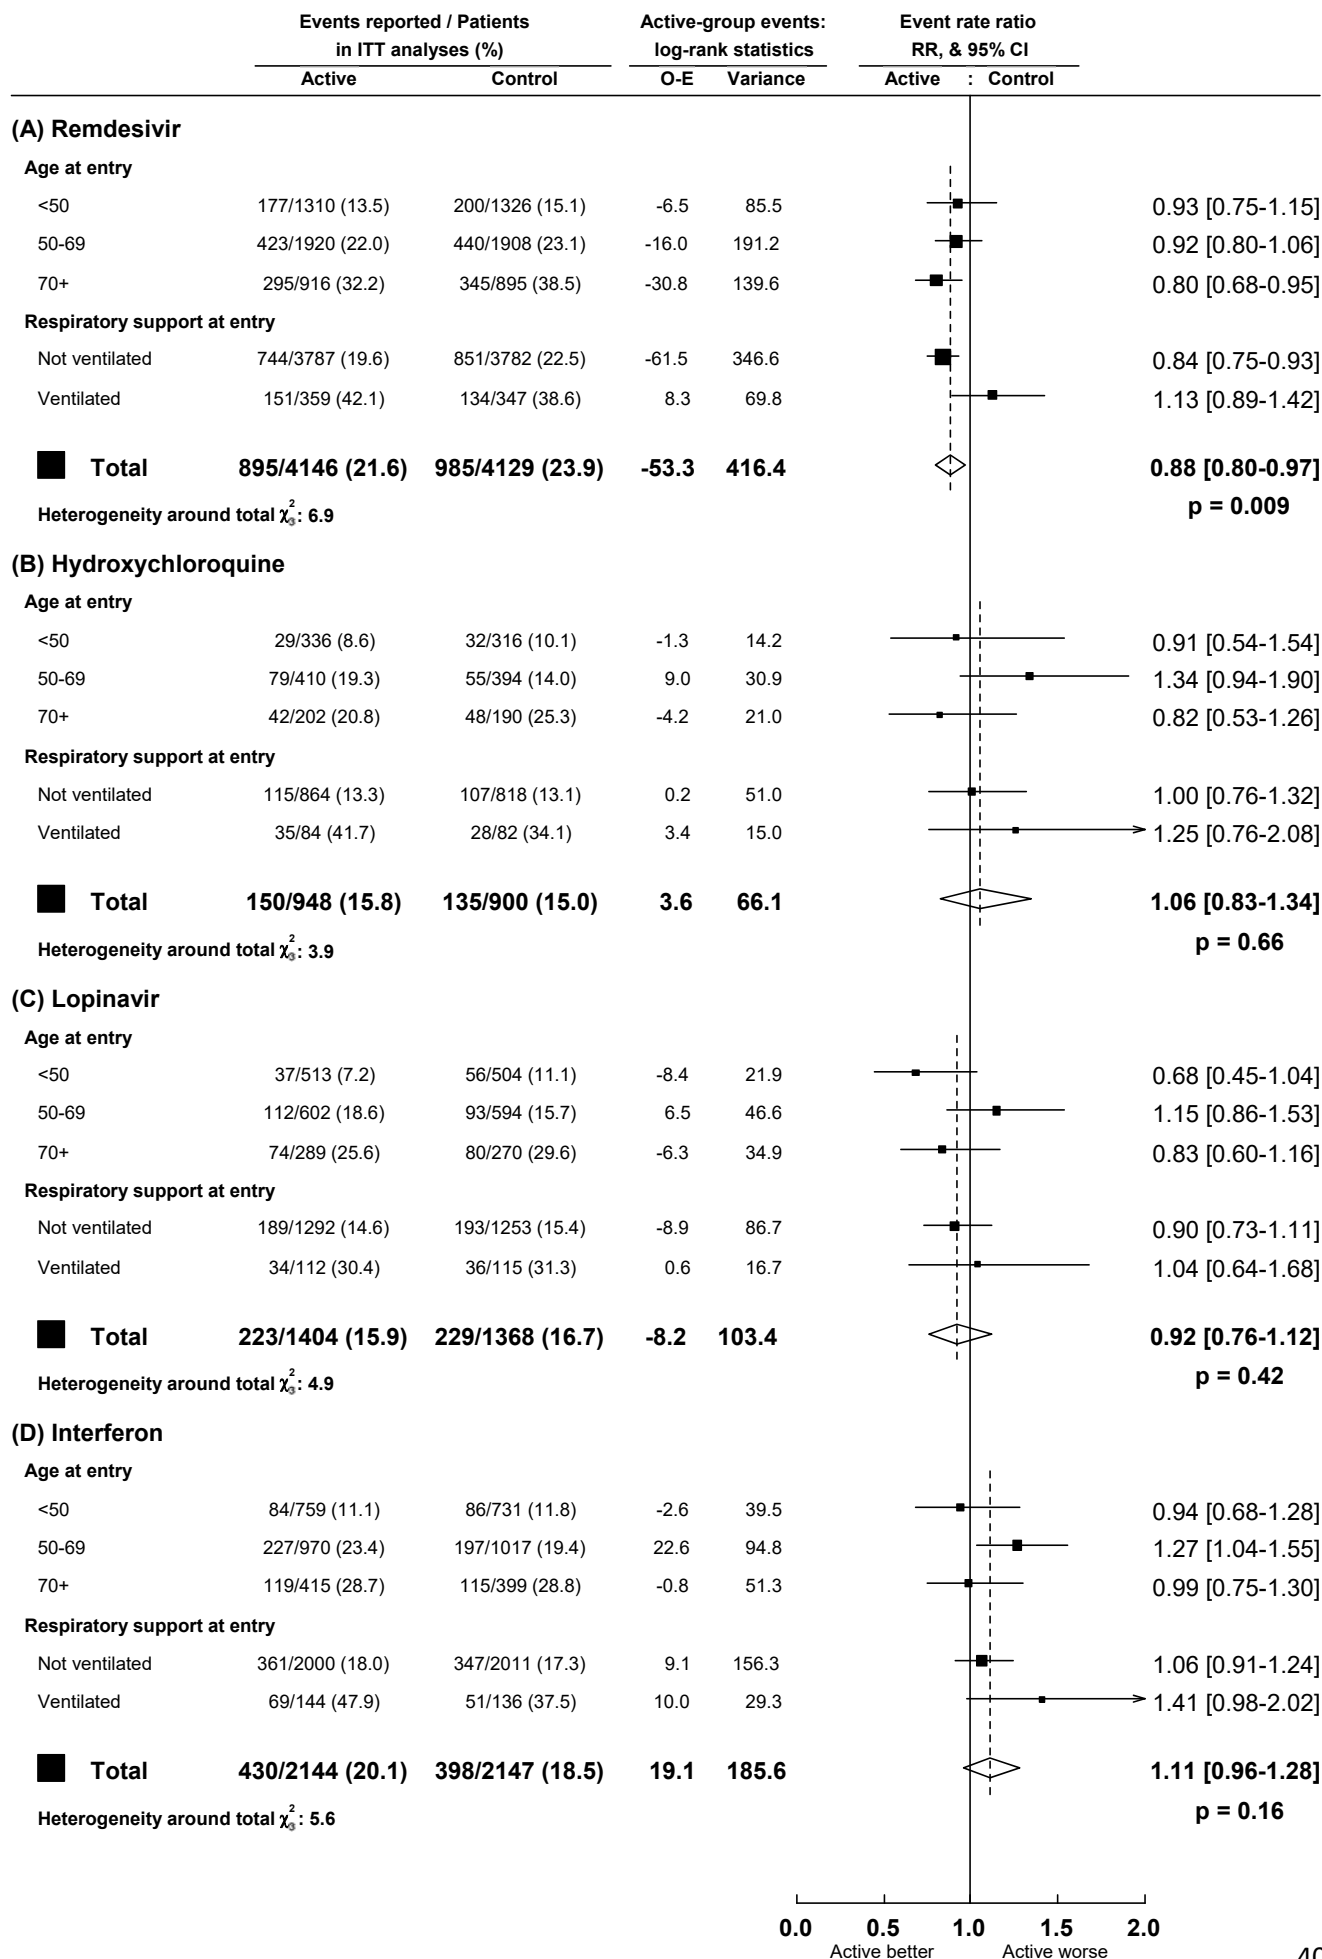 Events reported / Patients Active-group events: Event rate ratio
in ITT analyses (%) log-rank statistics RR, & 95% CI
Active Control O-E Variance Active : Control
(A) Remdesivir
Age at entry
<50 177/1310 (13.5) 200/1326 (15.1) -6.5 85.5 0.93 [0.75-1.15]
50-69 423/1920 (22.0) 440/1908 (23.1) -16.0 191.2 0.92 [0.80-1.06]
70+ 295/916 (32.2) 345/895 (38.5) -30.8 139.6 0.80 [0.68-0.95]
Respiratory support at entry
Not ventilated 744/3787 (19.6) 851/3782 (22.5) -61.5 346.6 0.84 [0.75-0.93]
Ventilated 151/359 (42.1) 134/347 (38.6) 8.3 69.8 1.13 [0.89-1.42]
Total 895/4146 (21.6) 985/4129 (23.9) -53.3 416.4 0.88 [0.80-0.97]
p = 0.009
Heterogeneity around total χ²₃: 6.9
(B) Hydroxychloroquine
Age at entry
<50 29/336 (8.6) 32/316 (10.1) -1.3 14.2 0.91 [0.54-1.54]
50-69 79/410 (19.3) 55/394 (14.0) 9.0 30.9 1.34 [0.94-1.90]
70+ 42/202 (20.8) 48/190 (25.3) -4.2 21.0 0.82 [0.53-1.26]
Respiratory support at entry
Not ventilated 115/864 (13.3) 107/818 (13.1) 0.2 51.0 1.00 [0.76-1.32]
Ventilated 35/84 (41.7) 28/82 (34.1) 3.4 15.0 1.25 [0.76-2.08]
Total 150/948 (15.8) 135/900 (15.0) 3.6 66.1 1.06 [0.83-1.34]
p = 0.66
Heterogeneity around total χ²₃: 3.9
(C) Lopinavir
Age at entry
<50 37/513 (7.2) 56/504 (11.1) -8.4 21.9 0.68 [0.45-1.04]
50-69 112/602 (18.6) 93/594 (15.7) 6.5 46.6 1.15 [0.86-1.53]
70+ 74/289 (25.6) 80/270 (29.6) -6.3 34.9 0.83 [0.60-1.16]
Respiratory support at entry
Not ventilated 189/1292 (14.6) 193/1253 (15.4) -8.9 86.7 0.90 [0.73-1.11]
Ventilated 34/112 (30.4) 36/115 (31.3) 0.6 16.7 1.04 [0.64-1.68]
Total 223/1404 (15.9) 229/1368 (16.7) -8.2 103.4 0.92 [0.76-1.12]
p = 0.42
Heterogeneity around total χ²₃: 4.9
(D) Interferon
Age at entry
<50 84/759 (11.1) 86/731 (11.8) -2.6 39.5 0.94 [0.68-1.28]
50-69 227/970 (23.4) 197/1017 (19.4) 22.6 94.8 1.27 [1.04-1.55]
70+ 119/415 (28.7) 115/399 (28.8) -0.8 51.3 0.99 [0.75-1.30]
Respiratory support at entry
Not ventilated 361/2000 (18.0) 347/2011 (17.3) 9.1 156.3 1.06 [0.91-1.24]
Ventilated 69/144 (47.9) 51/136 (37.5) 10.0 29.3 1.41 [0.98-2.02]
Total 430/2144 (20.1) 398/2147 (18.5) 19.1 185.6 1.11 [0.96-1.28]
p = 0.16
Heterogeneity around total χ²₃: 5.6
0.0 0.5 1.0 1.5 2.0
Active better Active worse
40